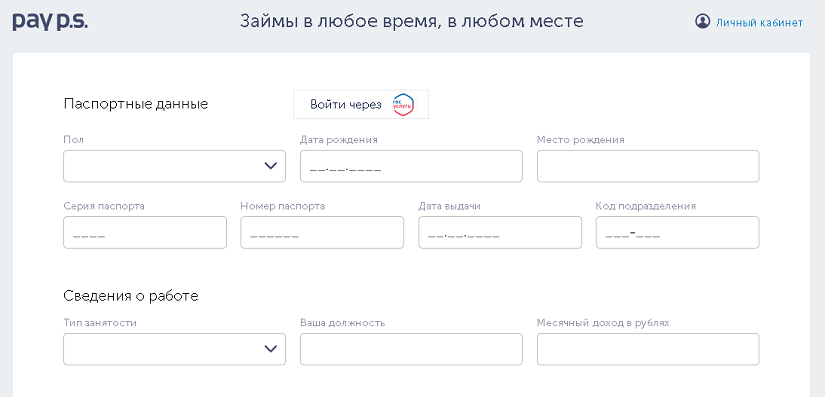 pay p.s.
Займы в любое время, в любом месте
Личный кабинет
Паспортные данные
Войти через гос услуги
Пол
Дата рождения
Место рождения
__.__.____
Серия паспорта
Номер паспорта
Дата выдачи
Код подразделения
____
______
__.__.____
___-___
Сведения о работе
Тип занятости
Ваша должность
Месячный доход в рублях